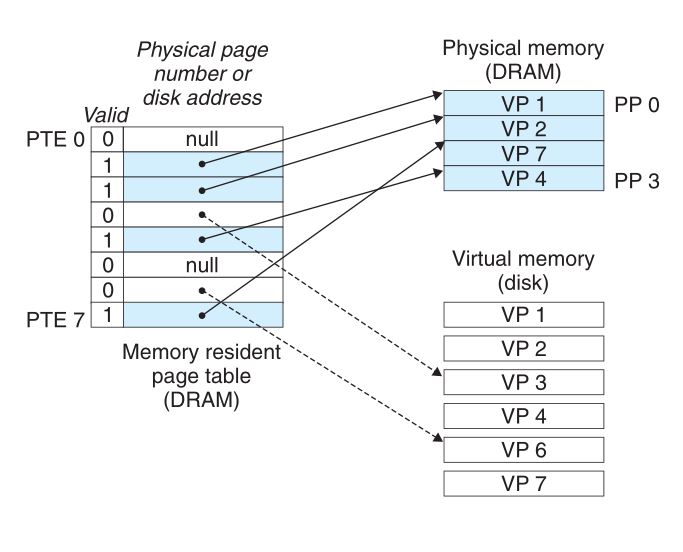 Physical page
number or
disk address
Valid
PTE 0
0
null
1
1
0
1
0
null
0
PTE 7
1
Memory resident
page table
(DRAM)
Physical memory
(DRAM)
VP 1
PP 0
VP 2
VP 7
VP 4
PP 3
Virtual memory
(disk)
VP 1
VP 2
VP 3
VP 4
VP 6
VP 7